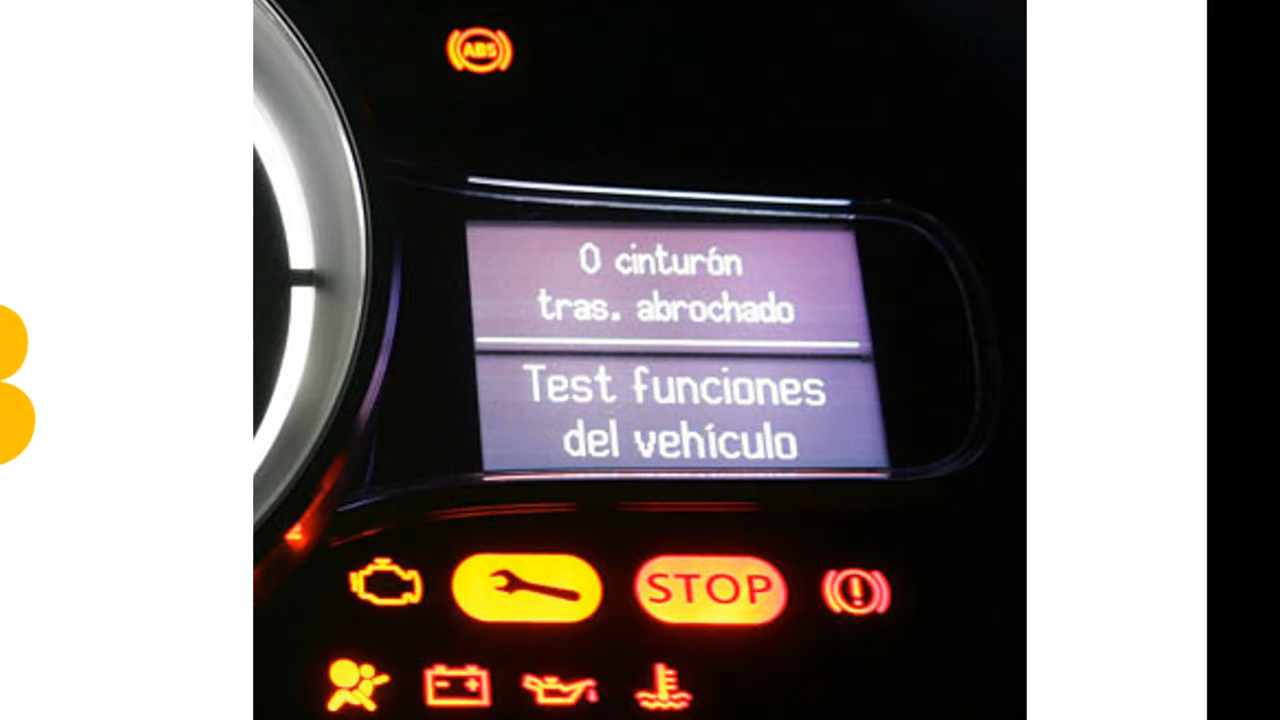 ABS
0 cinturón
tras. abrochado
Test funciones
del vehículo
STOP